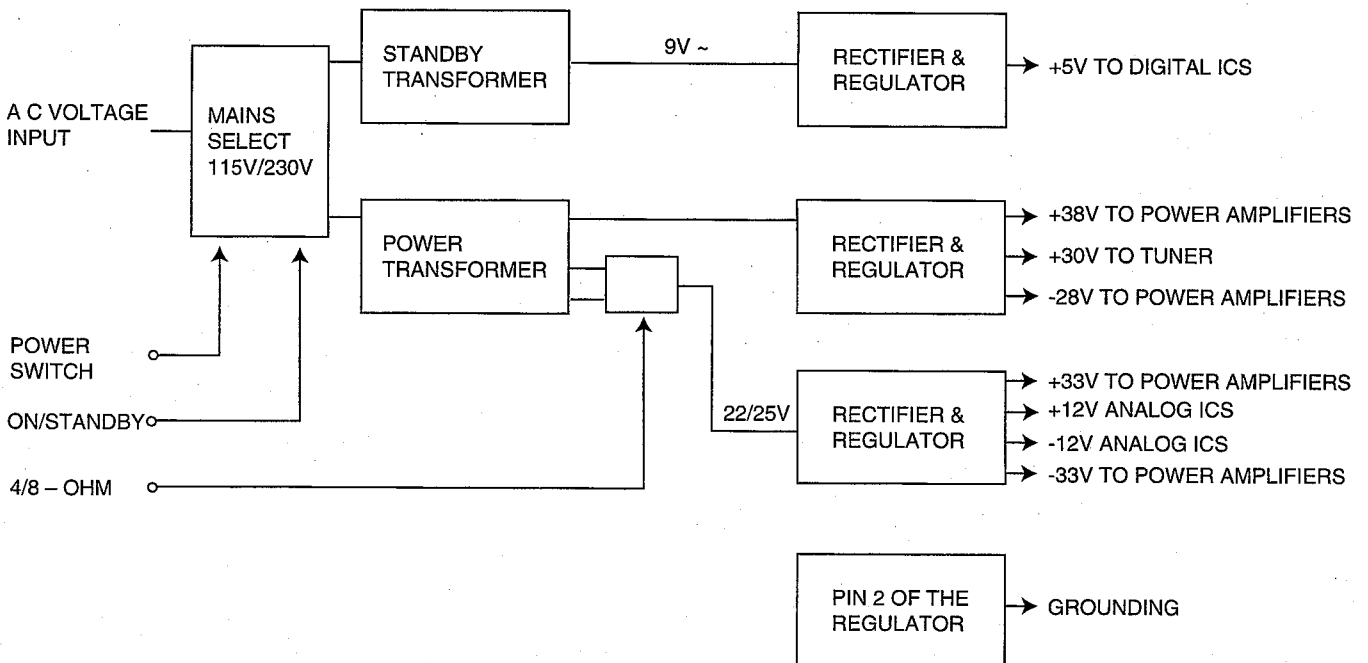 STANDBY
TRANSFORMER
9V ~
RECTIFIER &
REGULATOR
+5V TO DIGITAL ICS
A C VOLTAGE
INPUT
MAINS
SELECT
115V/230V
POWER
TRANSFORMER
RECTIFIER &
REGULATOR
+38V TO POWER AMPLIFIERS
+30V TO TUNER
-28V TO POWER AMPLIFIERS
POWER
SWITCH
ON/STANDBY
4/8 – OHM
22/25V
RECTIFIER &
REGULATOR
+33V TO POWER AMPLIFIERS
+12V ANALOG ICS
-12V ANALOG ICS
-33V TO POWER AMPLIFIERS
PIN 2 OF THE
REGULATOR
GROUNDING